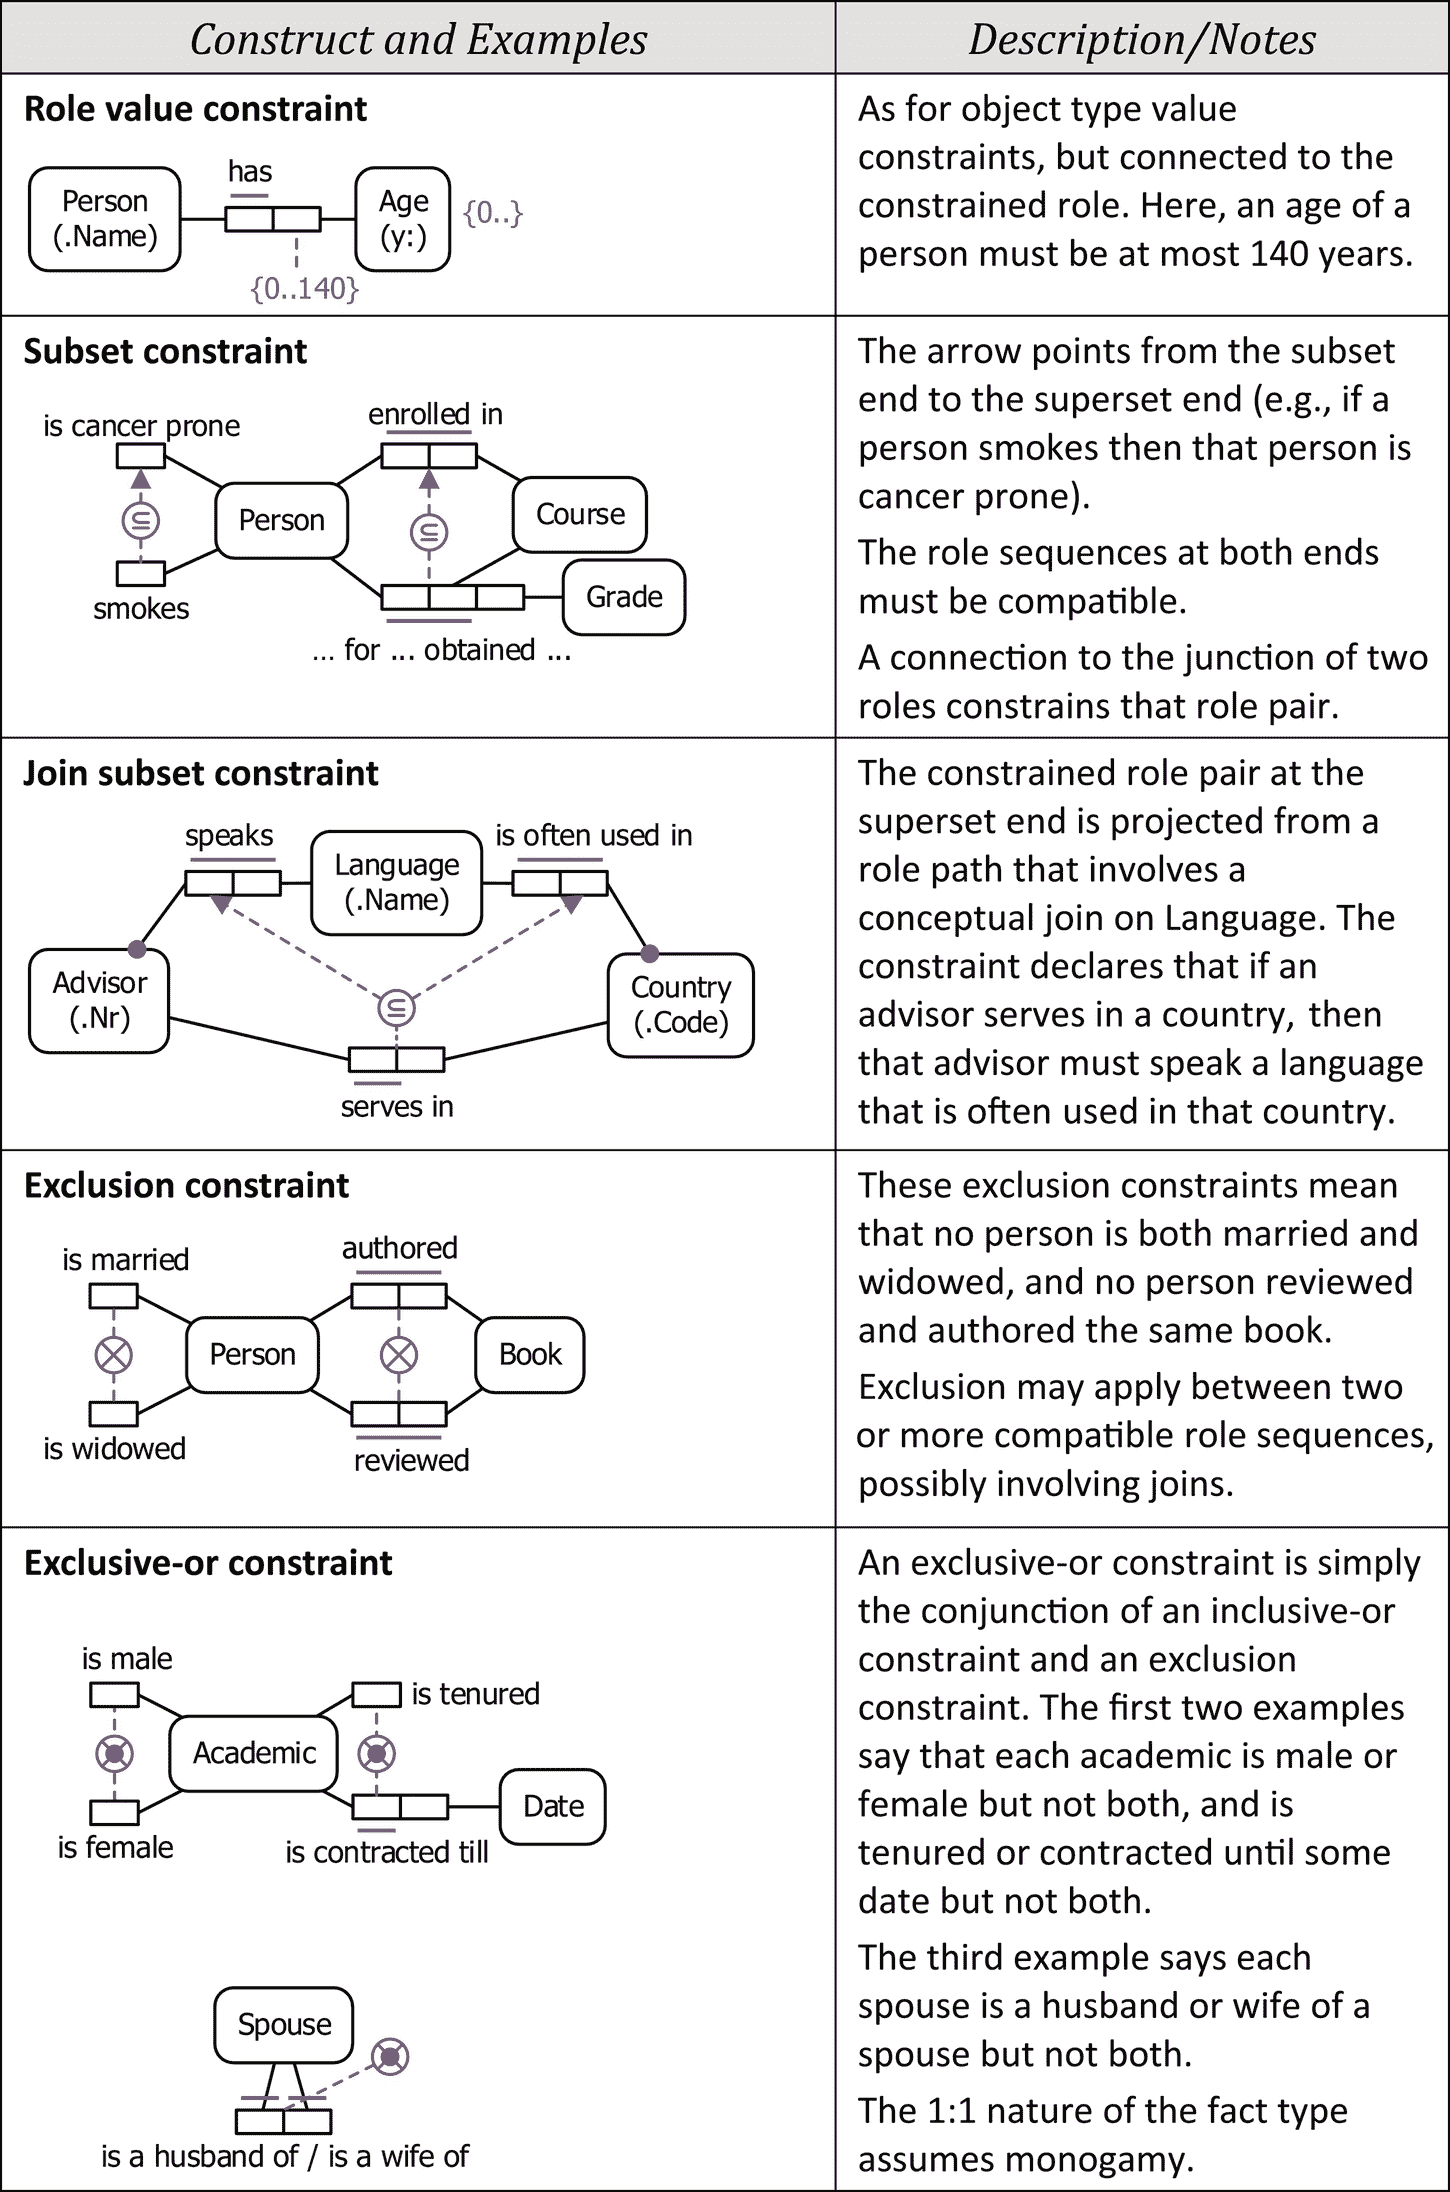 Construct and Examples
Description/Notes
Role value constraint
has
Person
(.Name)
Age
(y:)
{0..}
{0..140}
As for object type value
constraints, but connected to the
constrained role. Here, an age of a
person must be at most 140 years.
Subset constraint
is cancer prone
enrolled in
Person
Course
⊆
⊆
Grade
smokes
... for ... obtained ...
The arrow points from the subset
end to the superset end (e.g., if a
person smokes then that person is
cancer prone).
The role sequences at both ends
must be compatible.
A connection to the junction of two
roles constrains that role pair.
Join subset constraint
speaks
is often used in
Language
(.Name)
Advisor
(.Nr)
⊆
Country
(.Code)
serves in
The constrained role pair at the
superset end is projected from a
role path that involves a
conceptual join on Language. The
constraint declares that if an
advisor serves in a country, then
that advisor must speak a language
that is often used in that country.
Exclusion constraint
is married
authored
Person
Book
is widowed
reviewed
These exclusion constraints mean
that no person is both married and
widowed, and no person reviewed
and authored the same book.
Exclusion may apply between two
or more compatible role sequences,
possibly involving joins.
Exclusive-or constraint
is male
is tenured
Academic
Date
is female
is contracted till
Spouse
is a husband of / is a wife of
An exclusive-or constraint is simply
the conjunction of an inclusive-or
constraint and an exclusion
constraint. The first two examples
say that each academic is male or
female but not both, and is
tenured or contracted until some
date but not both.
The third example says each
spouse is a husband or wife of a
spouse but not both.
The 1:1 nature of the fact type
assumes monogamy.